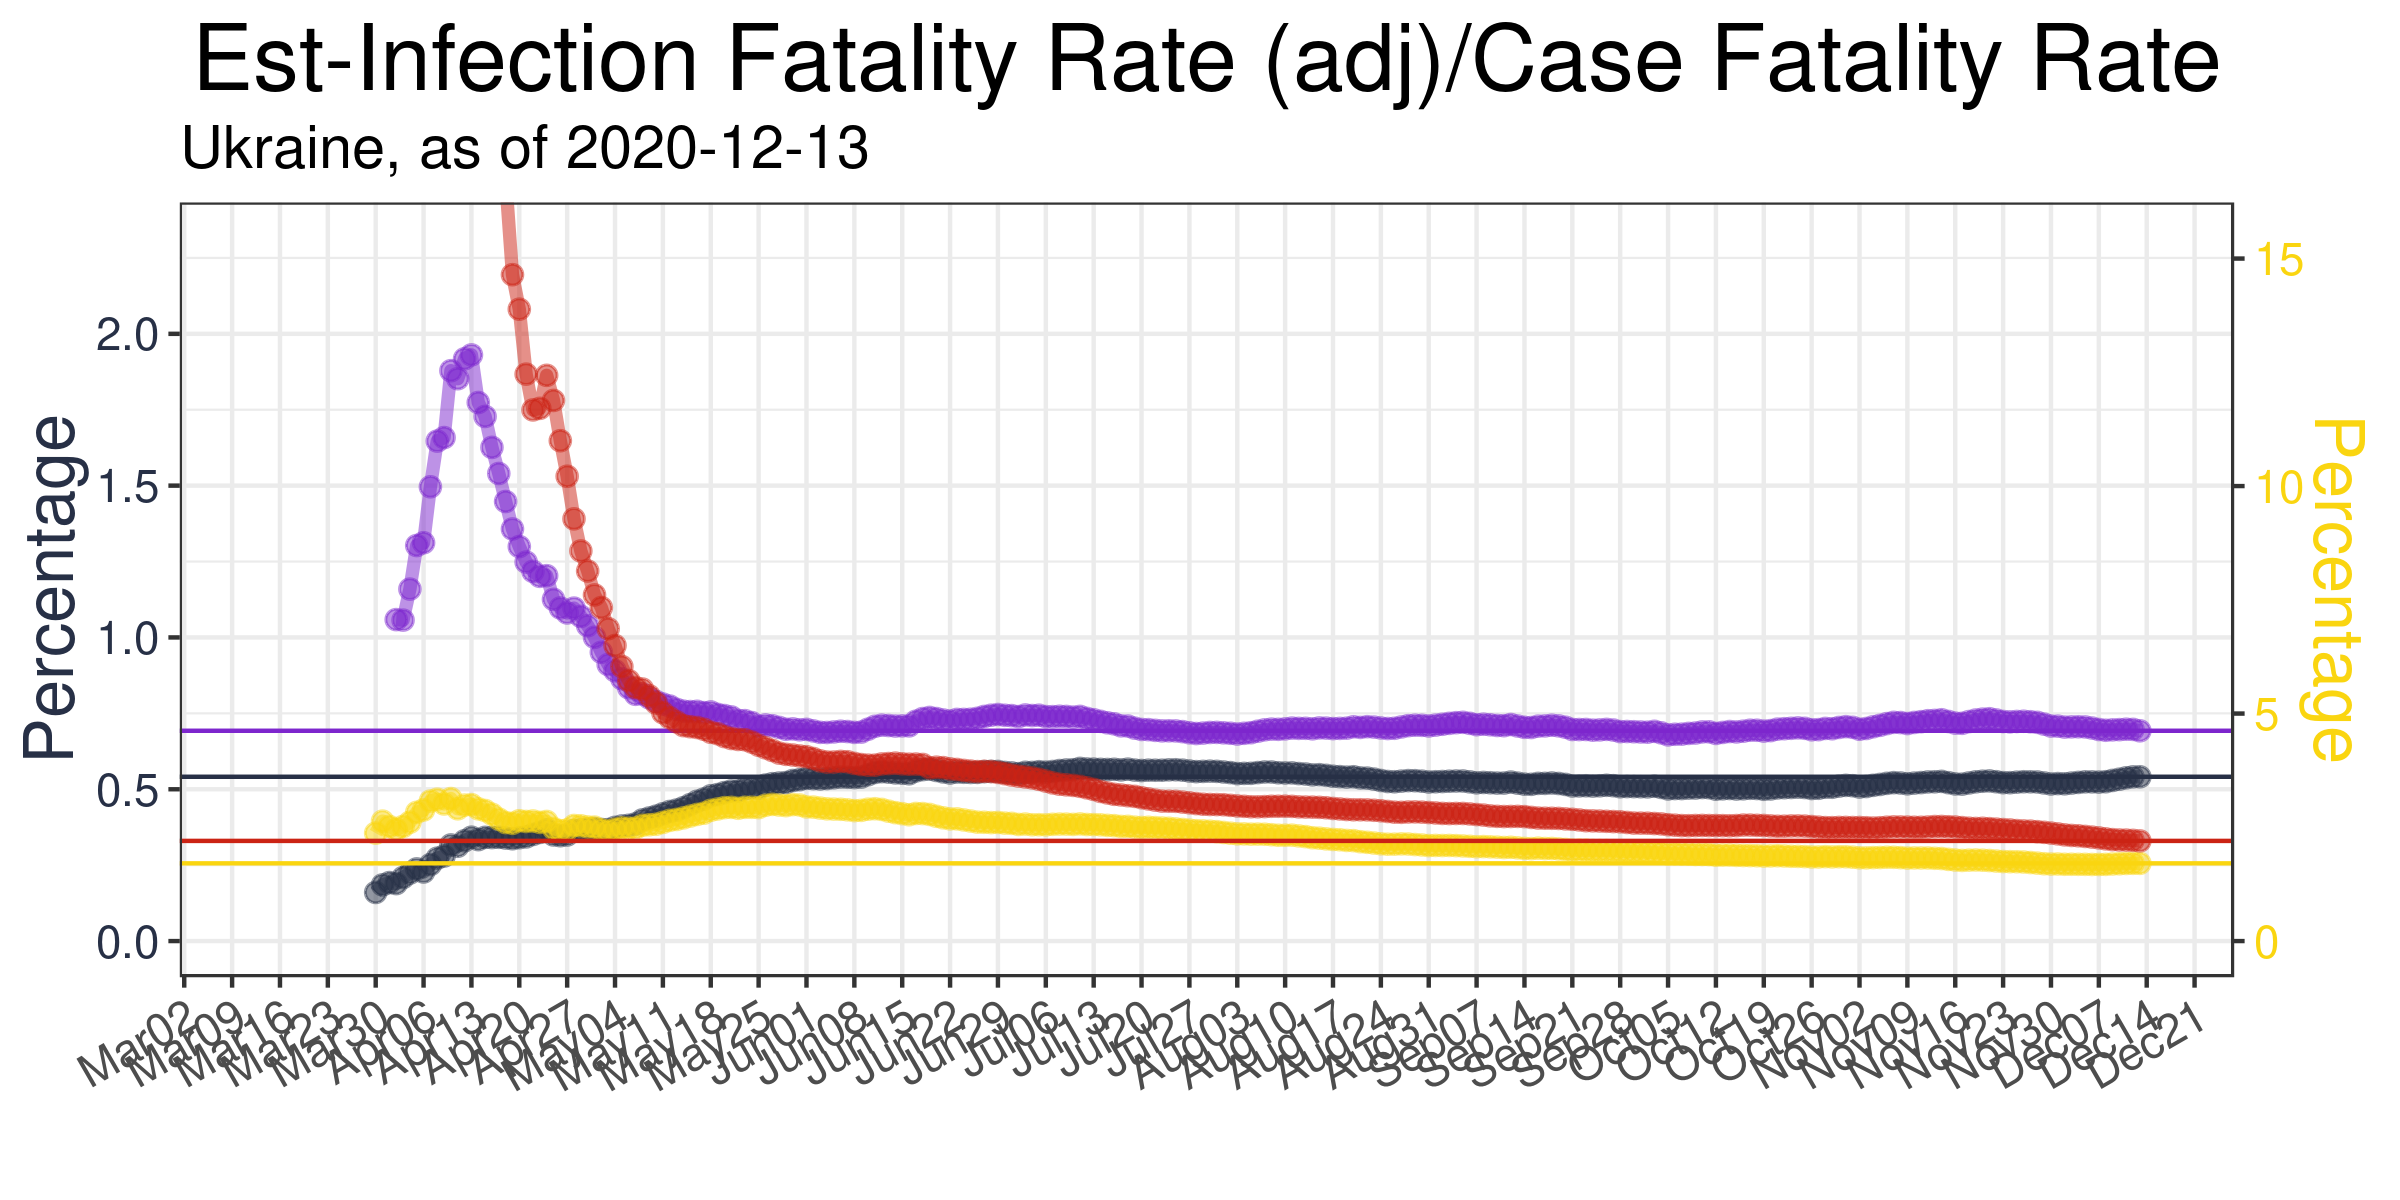 Est-Infection Fatality Rate (adj)/Case Fatality Rate
Ukraine, as of 2020-12-13
Percentage
2.0
1.5
1.0
0.5
0.0
15
10
5
0
Percentage
Mar02
Mar09
Mar16
Mar23
Mar30
Apr06
Apr13
Apr20
Apr27
May04
May11
May18
May25
Jun01
Jun08
Jun15
Jun22
Jun29
Jul06
Jul13
Jul20
Jul27
Aug03
Aug10
Aug17
Aug24
Aug31
Sep07
Sep14
Sep21
Sep28
Oct05
Oct12
Oct19
Oct26
Nov02
Nov09
Nov16
Nov23
Nov30
Dec07
Dec14
Dec21